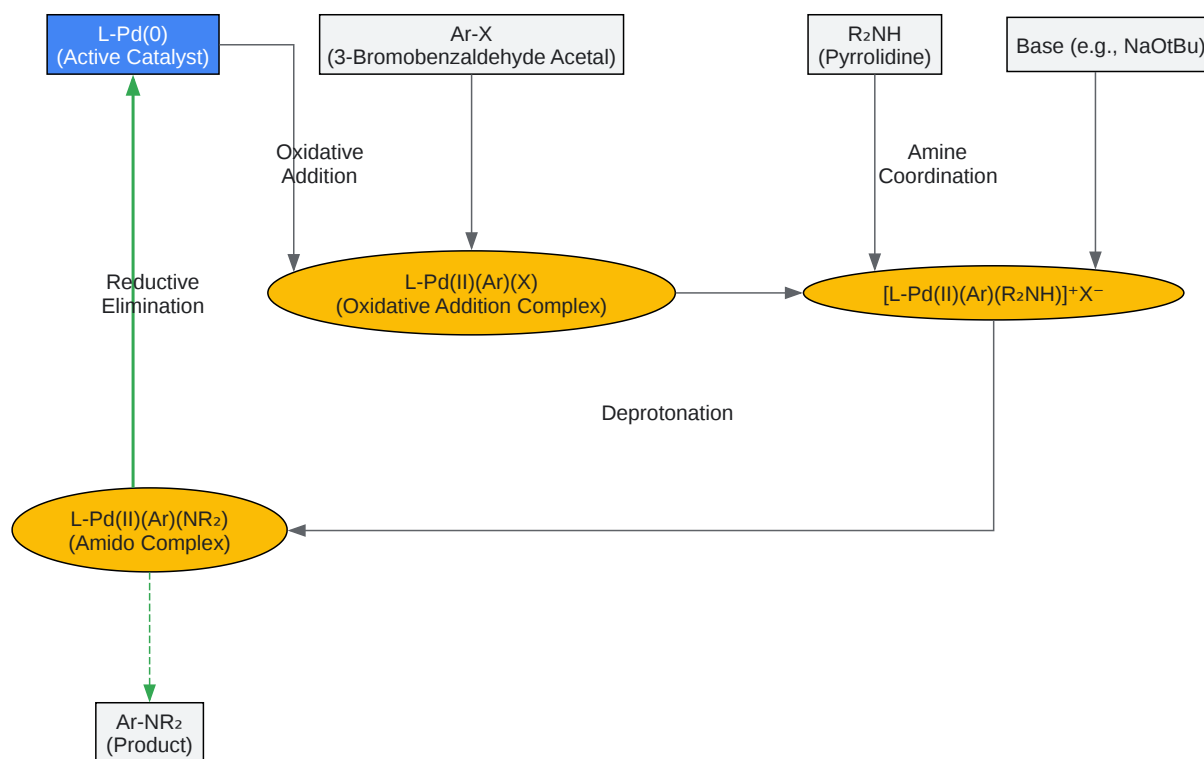 L-Pd(0)
(Active Catalyst)
Ar-X
(3-Bromobenzaldehyde Acetal)
R₂NH
(Pyrrolidine)
Base (e.g., NaOtBu)
Oxidative
Addition
Amine
Coordination
Reductive
Elimination
L-Pd(II)(Ar)(X)
(Oxidative Addition Complex)
[L-Pd(II)(Ar)(R₂NH)]⁺X⁻
Deprotonation
L-Pd(II)(Ar)(NR₂)
(Amido Complex)
Ar-NR₂
(Product)